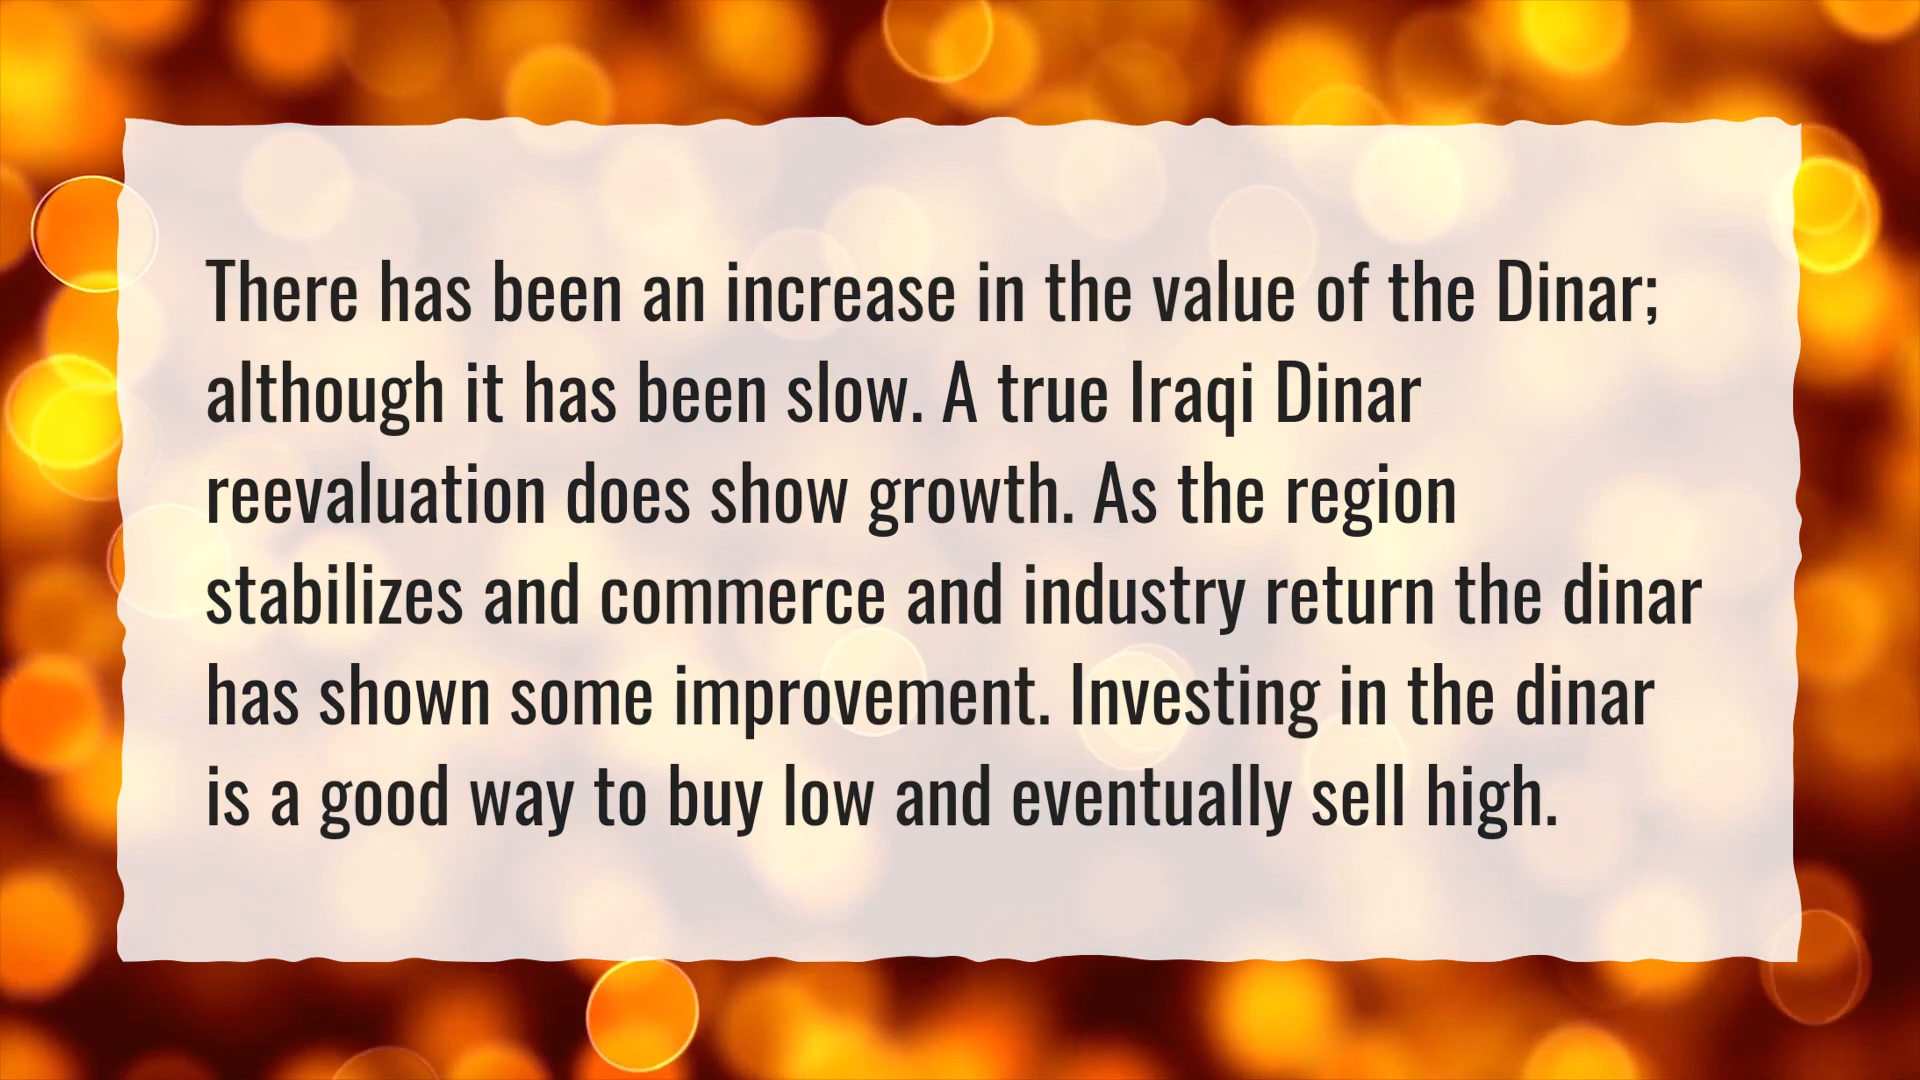 There has been an increase in the value of the Dinar;
although it has been slow. A true Iraqi Dinar
reevaluation does show growth. As the region
stabilizes and commerce and industry return the dinar
has shown some improvement. Investing in the dinar
is a good way to buy low and eventually sell high.